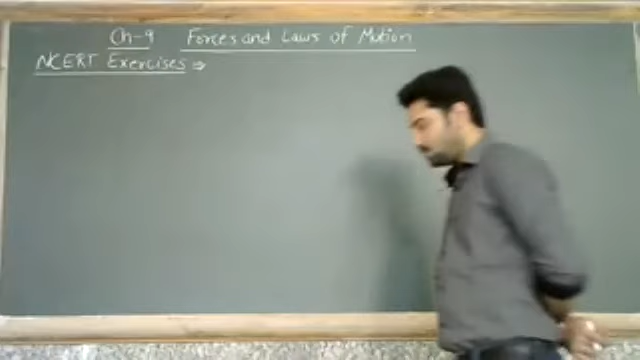 Ch-9 Forces and Laws of Motion
NCERT Exercises ⇒